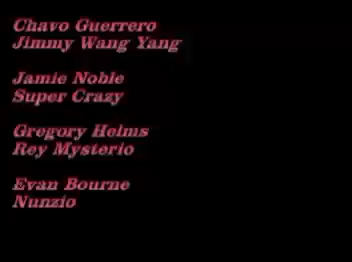 Chavo Guerrero
Jimmy Wang Yang
Jamie Noble
Super Crazy
Gregory Helms
Rey Mysterio
Evan Bourne
Nunzio